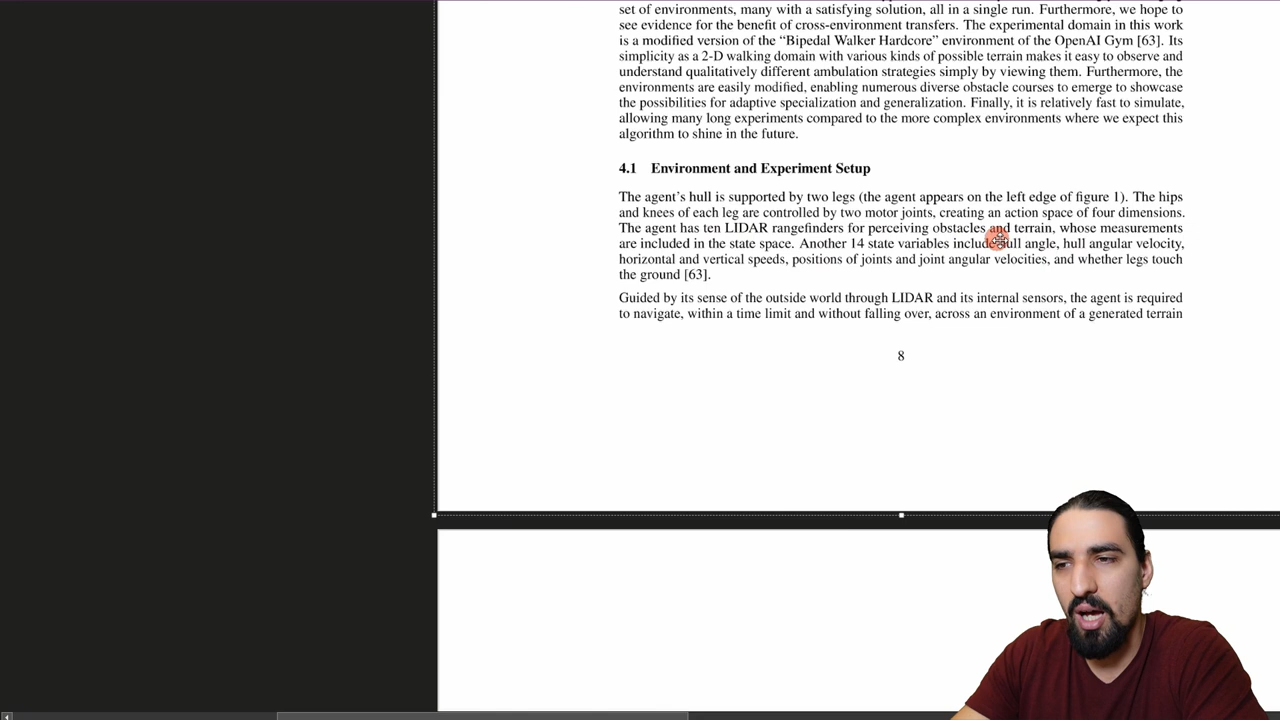 set of environments, many with a satisfying solution, all in a single run. Furthermore, we hope to
see evidence for the benefit of cross-environment transfers. The experimental domain in this work
is a modified version of the “Bipedal Walker Hardcore” environment of the OpenAI Gym [63]. Its
simplicity as a 2-D walking domain with various kinds of possible terrain makes it easy to observe and
understand qualitatively different ambulation strategies simply by viewing them. Furthermore, the
environments are easily modified, enabling numerous diverse obstacle courses to emerge to showcase
the possibilities for adaptive specialization and generalization. Finally, it is relatively fast to simulate,
allowing many long experiments compared to the more complex environments where we expect this
algorithm to shine in the future.
4.1 Environment and Experiment Setup
The agent’s hull is supported by two legs (the agent appears on the left edge of figure 1). The hips
and knees of each leg are controlled by two motor joints, creating an action space of four dimensions.
The agent has ten LIDAR rangefinders for perceiving obstacles and terrain, whose measurements
are included in the state space. Another 14 state variables include hull angle, hull angular velocity,
horizontal and vertical speeds, positions of joints and joint angular velocities, and whether legs touch
the ground [63].
Guided by its sense of the outside world through LIDAR and its internal sensors, the agent is required
to navigate, within a time limit and without falling over, across an environment of a generated terrain
8